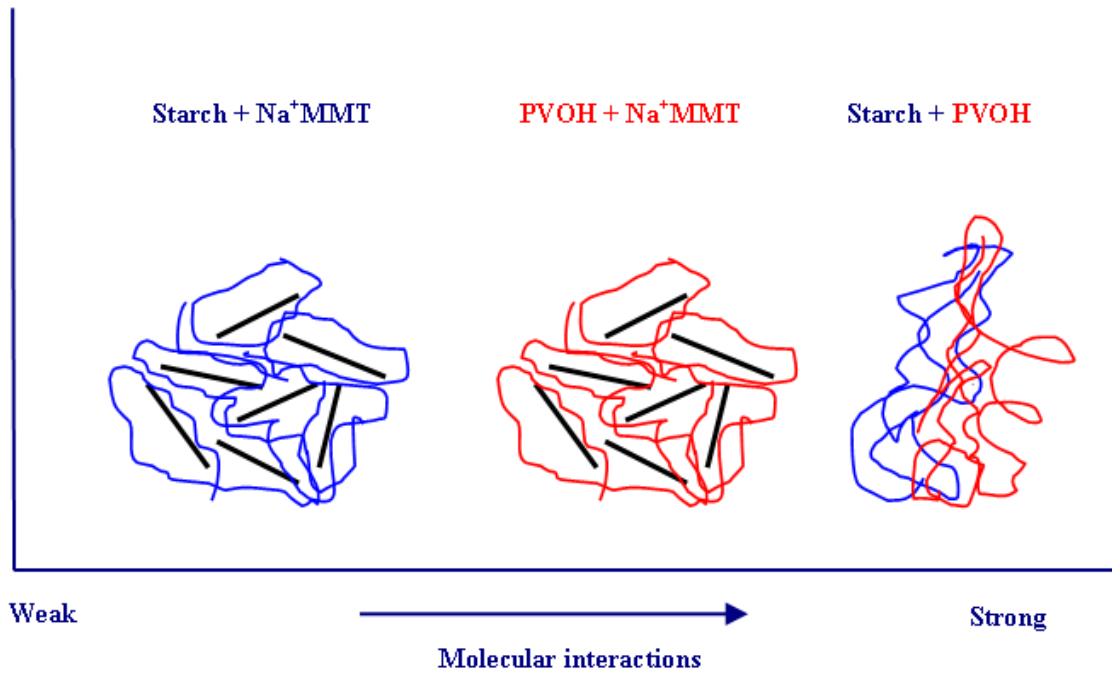 Starch + Na⁺MMT
PVOH + Na⁺MMT
Starch + PVOH
Weak
Strong
Molecular interactions